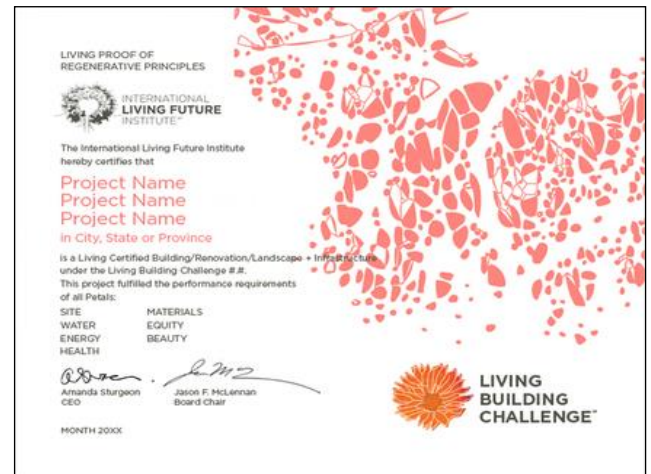 LIVING PROOF OF
REGENERATIVE PRINCIPLES
INTERNATIONAL
LIVING FUTURE
INSTITUTE™
The International Living Future Institute
hereby certifies that
Project Name
Project Name
Project Name
in City, State or Province
is a Living Certified Building/Renovation/Landscape + Infrastructure
under the Living Building Challenge #.#.
This project fulfilled the performance requirements
of all Petals:
SITE MATERIALS
WATER EQUITY
ENERGY BEAUTY
HEALTH
Amanda Sturgeon Jason F. McLennan
CEO Board Chair
MONTH 20XX
LIVING
BUILDING
CHALLENGE™